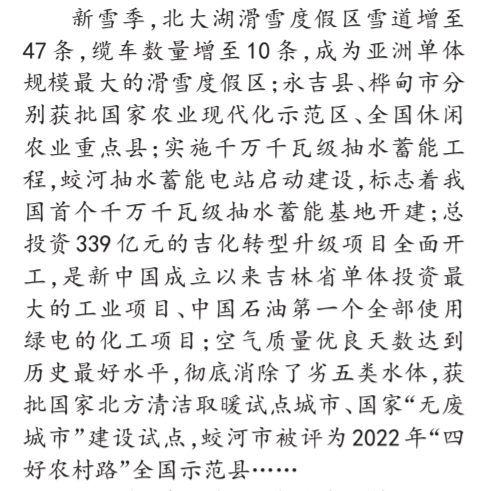 新雪季,北大湖滑雪度假区雪道增至
47条,缆车数量增至10条,成为亚洲单体
规模最大的滑雪度假区;永吉县、桦甸市分
别获批国家农业现代化示范区、全国休闲
农业重点县;实施千万千瓦级抽水蓄能工
程,蛟河抽水蓄能电站启动建设,标志着我
国首个千万千瓦级抽水蓄能基地开建;总
投资339亿元的吉化转型升级项目全面开
工,是新中国成立以来吉林省单体投资最
大的工业项目、中国石油第一个全部使用
绿电的化工项目;空气质量优良天数达到
历史最好水平,彻底消除了劣五类水体,获
批国家北方清洁取暖试点城市、国家“无废
城市”建设试点,蛟河市被评为2022年“四
好农村路”全国示范县……